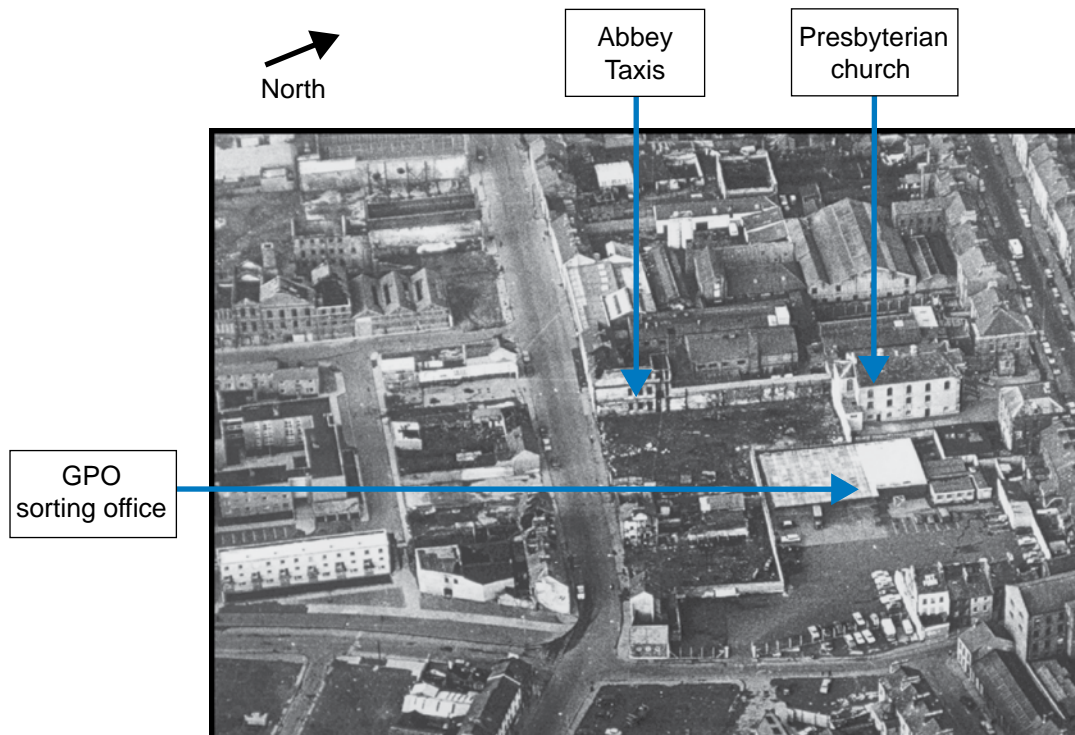 North
Abbey
Taxis
Presbyterian
church
GPO
sorting office